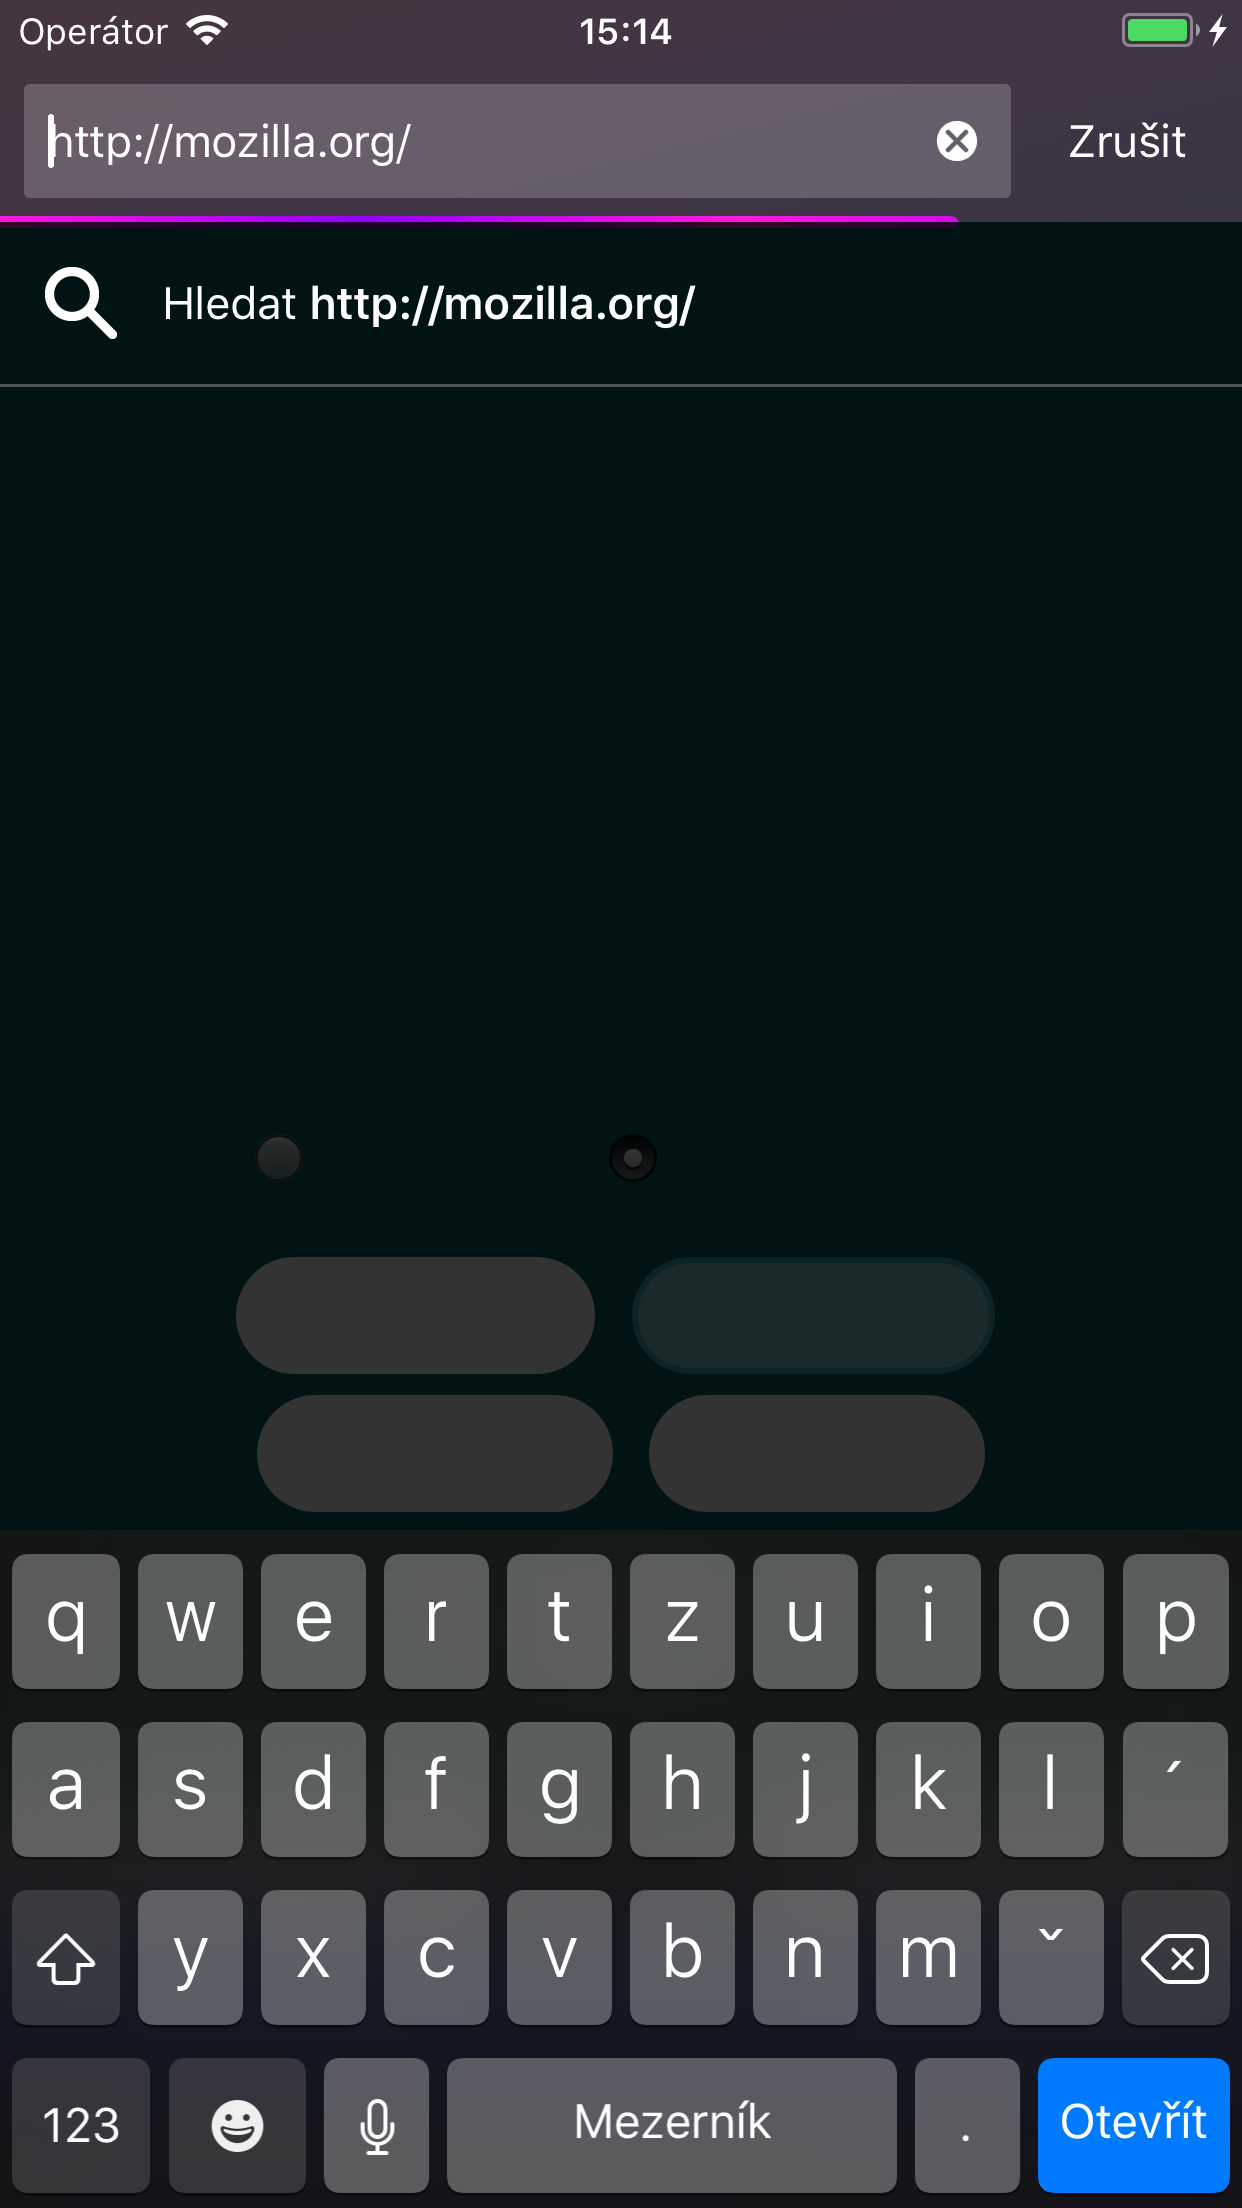 Operátor 15:14
http://mozilla.org/ Zrušit
Hledat http://mozilla.org/
q w e r t z u i o p
a s d f g h j k l ´
y x c v b n m ˇ
123 Mezerník . Otevřít